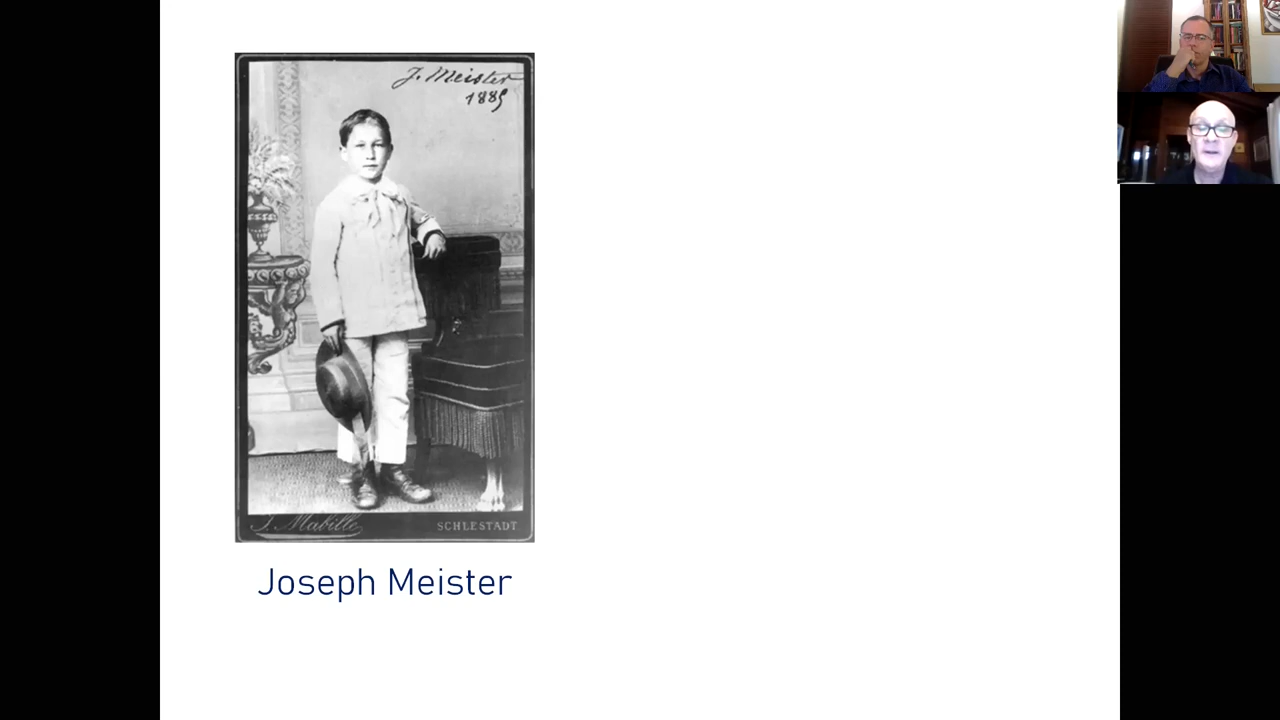 J. Meister
1885
J. Mabille
SCHLESTADT
Joseph Meister